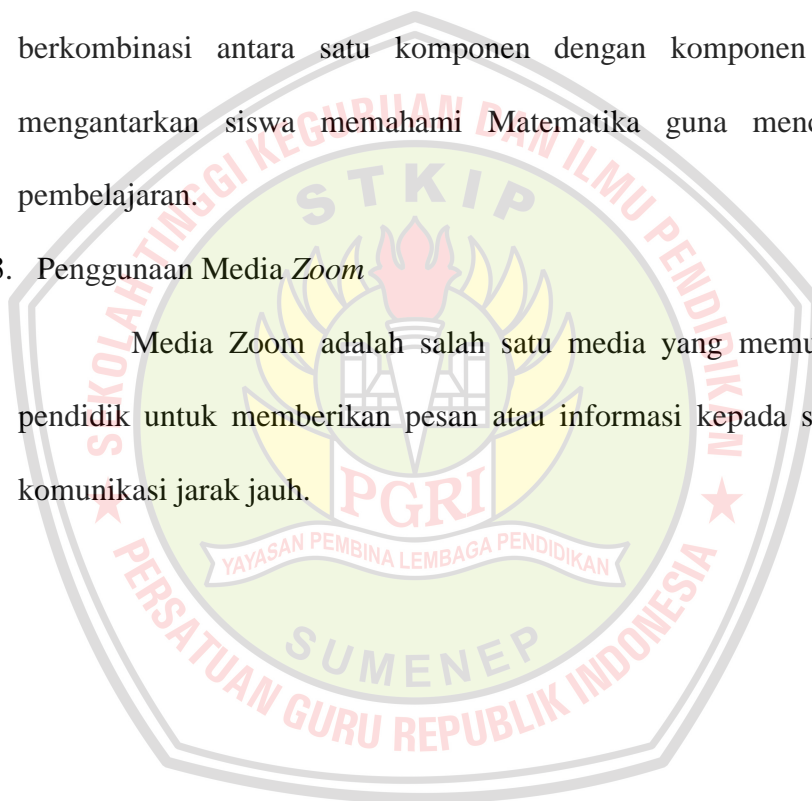 berkombinasi antara satu komponen dengan komponen
mengantarkan siswa memahami Matematika guna
pembelajaran.
3. Penggunaan Media Zoom
Media Zoom adalah salah satu media yang
pendidik untuk memberikan pesan atau informasi kepada
komunikasi jarak jauh.
SEKOLAH TINGGI KEGURUAN DAN ILMU PENDIDIKAN
STKIP
PGRI
YAYASAN PEMBINA LEMBAGA PENDIDIKAN
SUMENEP
PERSATUAN GURU REPUBLIK INDONESIA